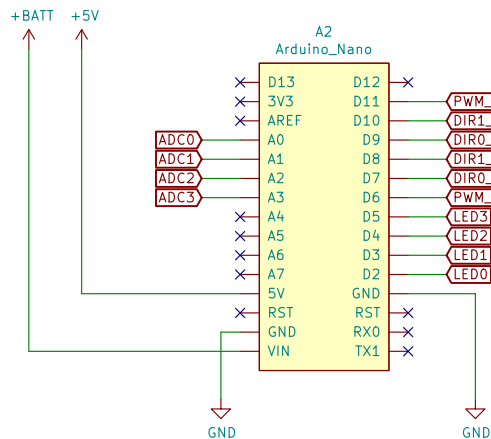 +BATT +5V
A2
Arduino_Nano
D13 D12
3V3 D11 PWM_
AREF D10 DIR1_
ADC0 A0 D9 DIR0_
ADC1 A1 D8 DIR1_
ADC2 A2 D7 DIR0_
ADC3 A3 D6 PWM_
A4 D5 LED3
A5 D4 LED2
A6 D3 LED1
A7 D2 LED0
5V GND
RST RST
GND RX0
VIN TX1
GND GND